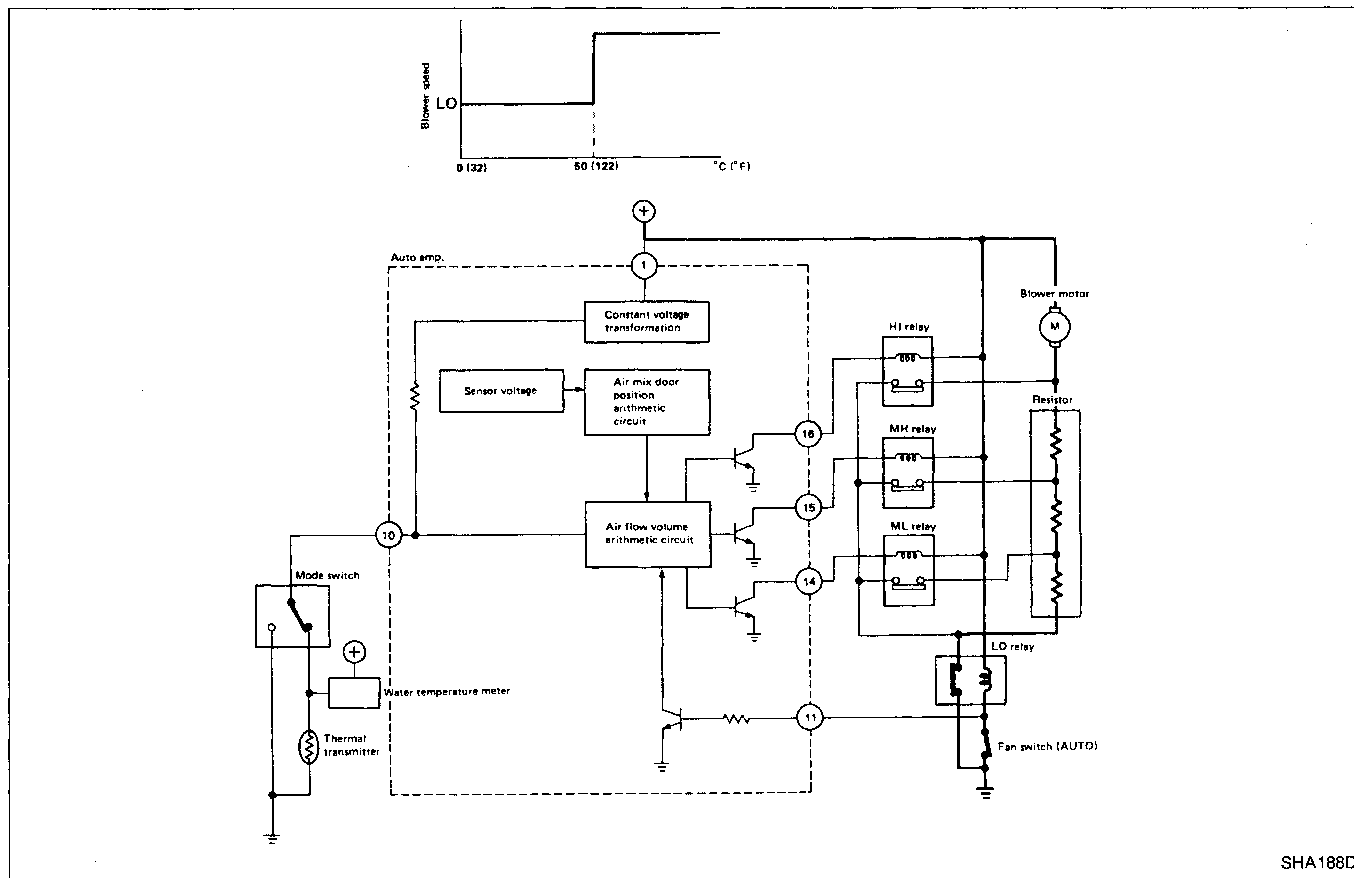 Blower speed
LO
0 (32)
50 (122)
°C (°F)
+
Auto amp.
1
Constant voltage
transformation
Blower motor
M
HI relay
Sensor voltage
Air mix door
position
arithmetic
circuit
Resistor
16
MH relay
15
10
Air flow volume
arithmetic circuit
ML relay
14
Mode switch
LO relay
+
Water temperature meter
11
Thermal
transmitter
Fan switch (AUTO)
SHA188D